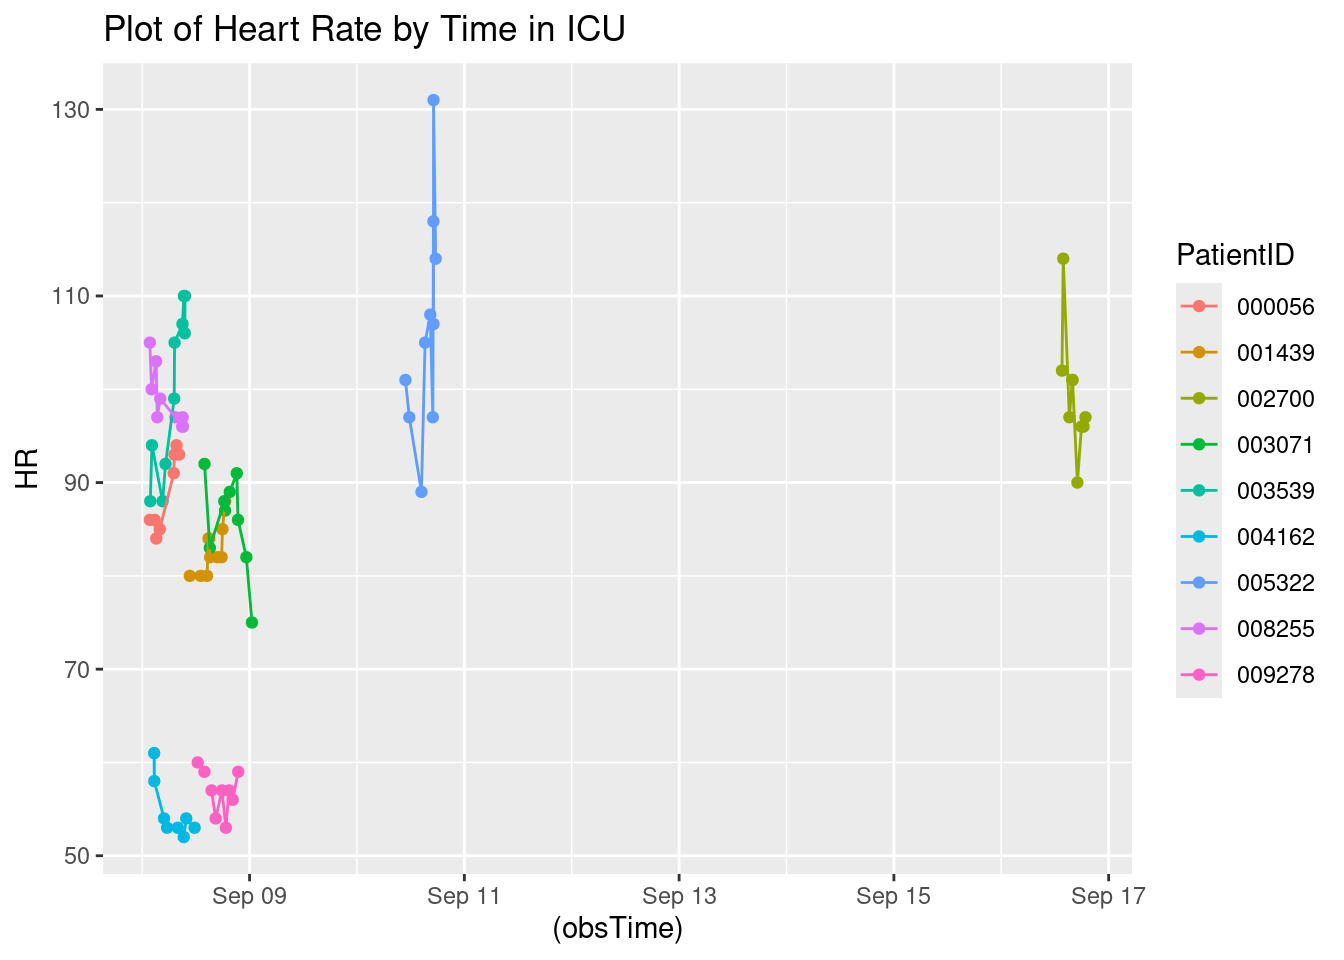 Plot of Heart Rate by Time in ICU
130
110
90
70
50
HR
Sep 09
Sep 11
Sep 13
Sep 15
Sep 17
(obsTime)
PatientID
000056
001439
002700
003071
003539
004162
005322
008255
009278